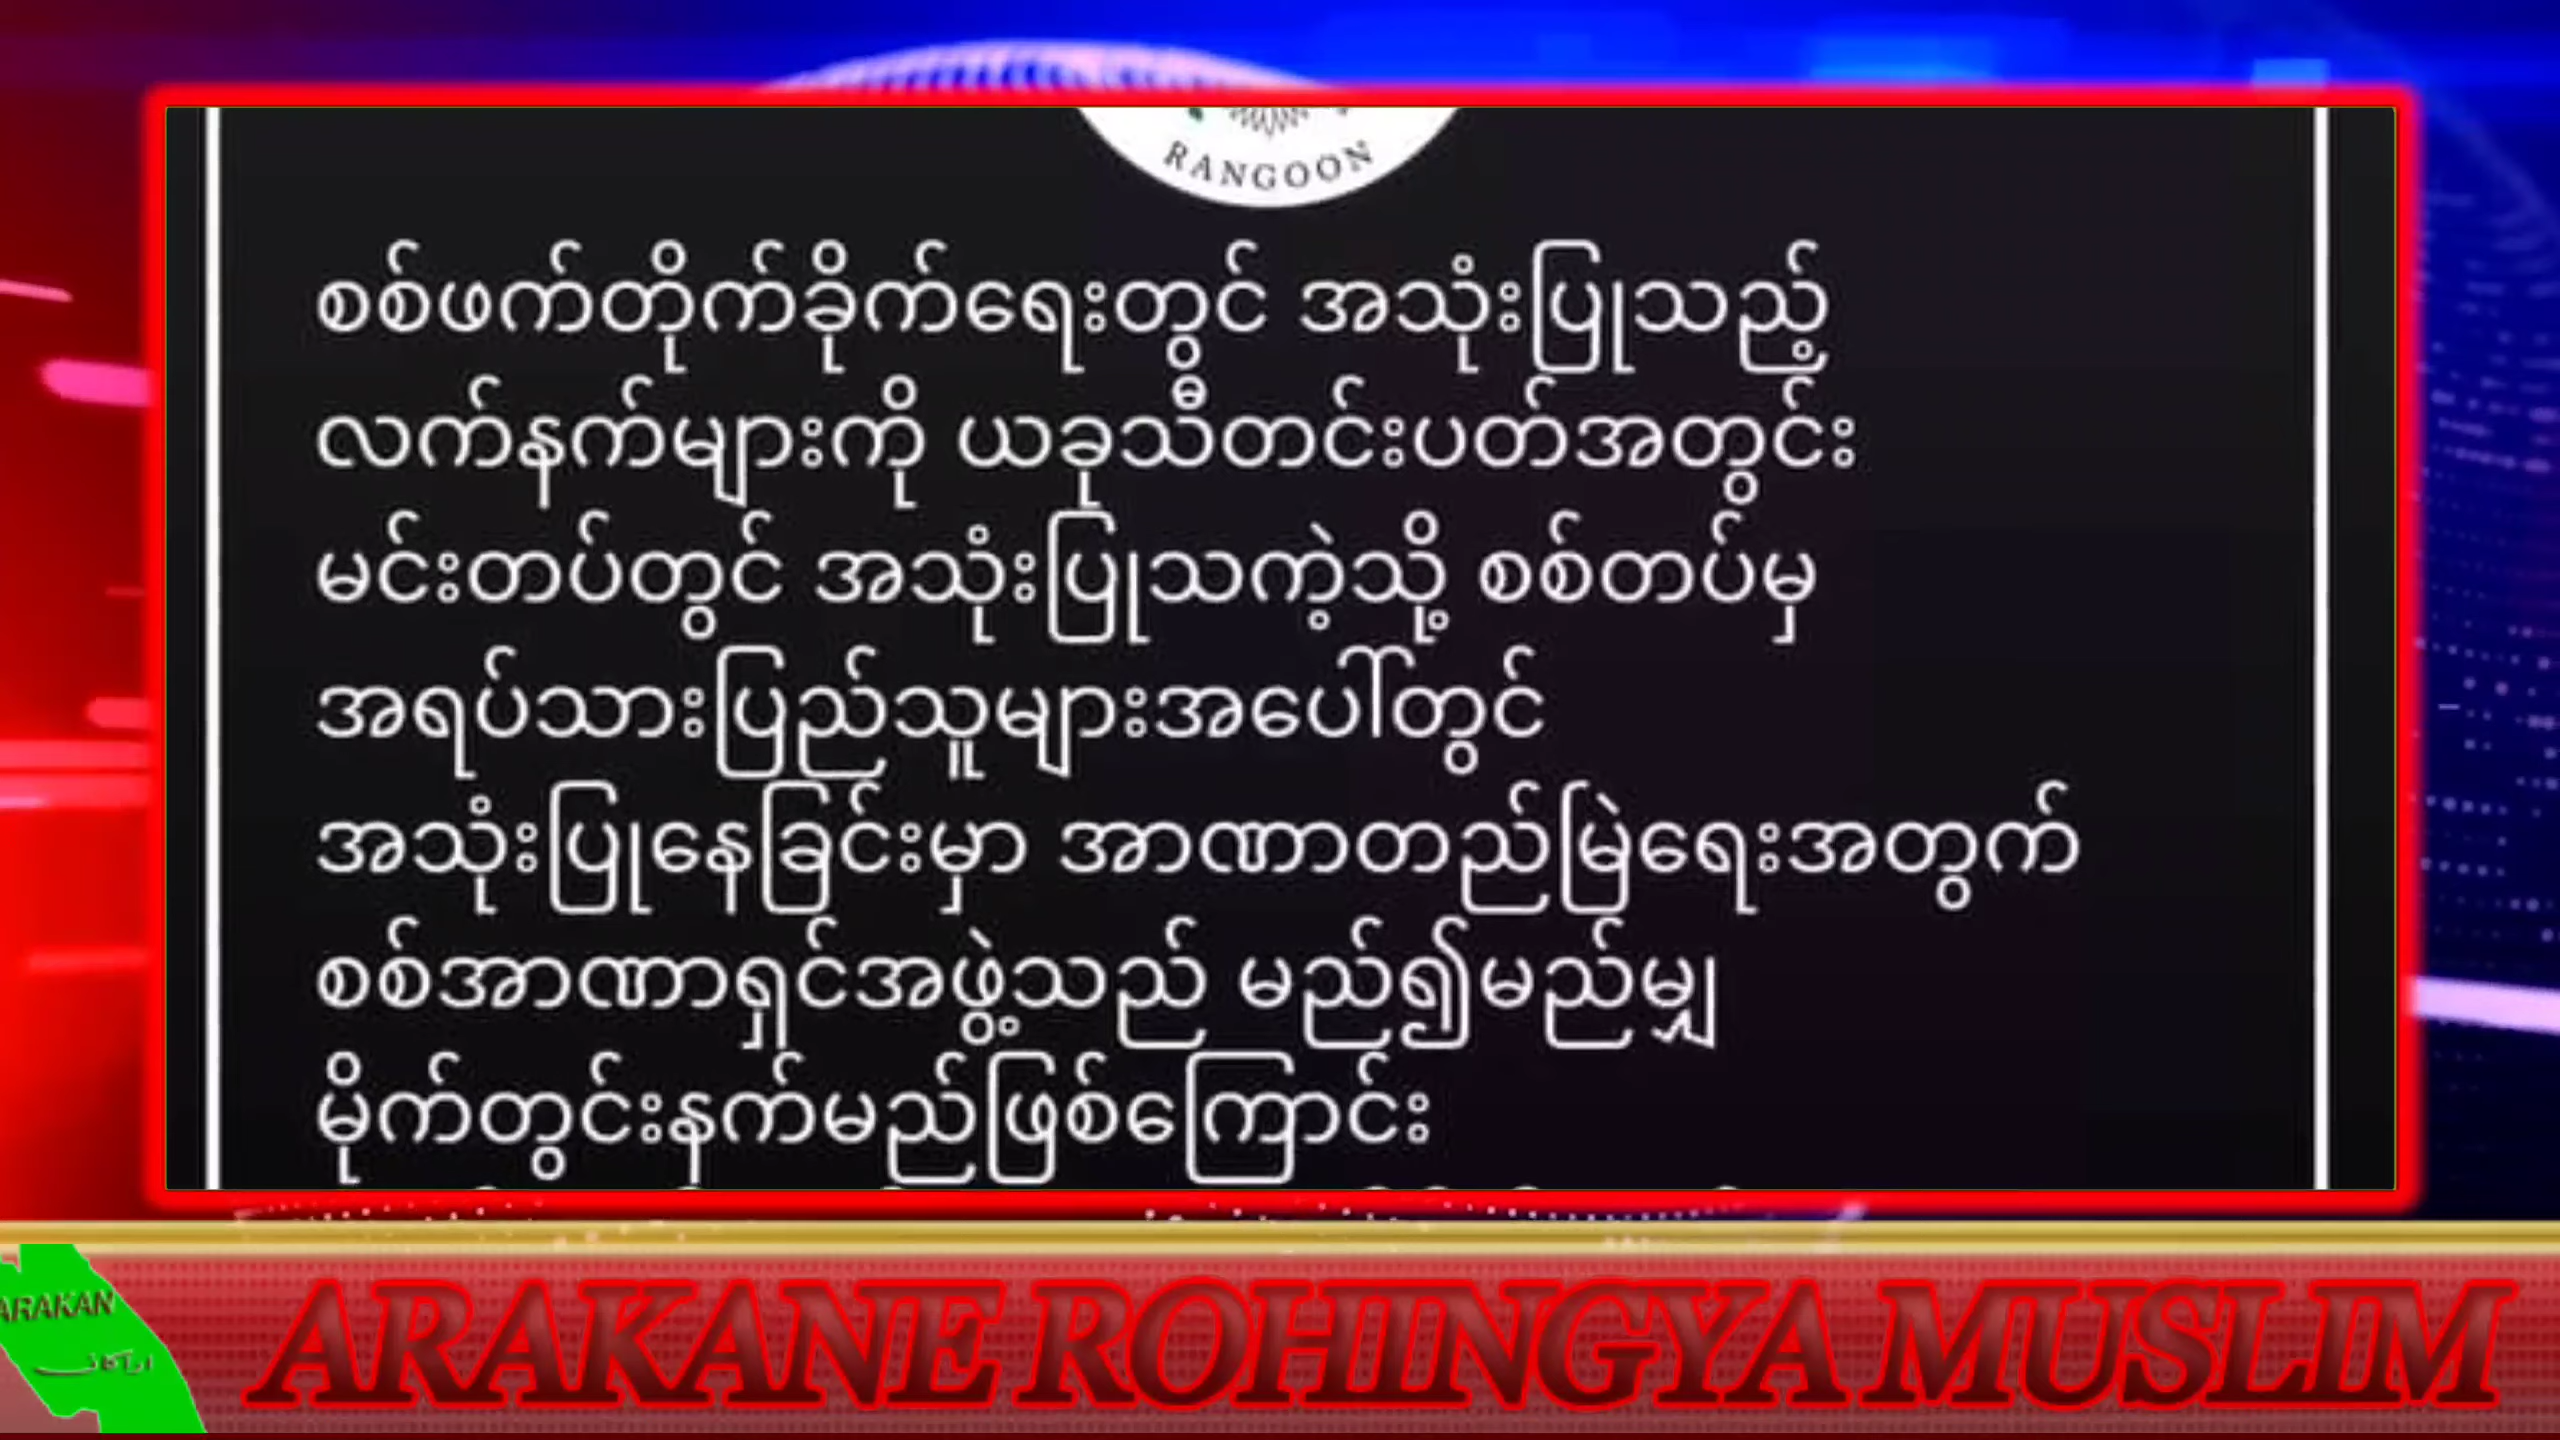 RANGOON
စစ်ဖက်တိုက်ခိုက်ရေးတွင် အသုံးပြုသည့်
လက်နက်များကို ယခုသီတင်းပတ်အတွင်း
မင်းတပ်တွင် အသုံးပြုသကဲ့သို့ စစ်တပ်မှ
အရပ်သားပြည်သူများအပေါ်တွင်
အသုံးပြုနေခြင်းမှာ အာဏာတည်မြဲရေးအတွက်
စစ်အာဏာရှင်အဖွဲ့သည် မည်၍မည်မျှ
မိုက်တွင်းနက်မည်ဖြစ်ကြောင်း
ARAKAN
ARAKANE ROHINGYA MUSLIM